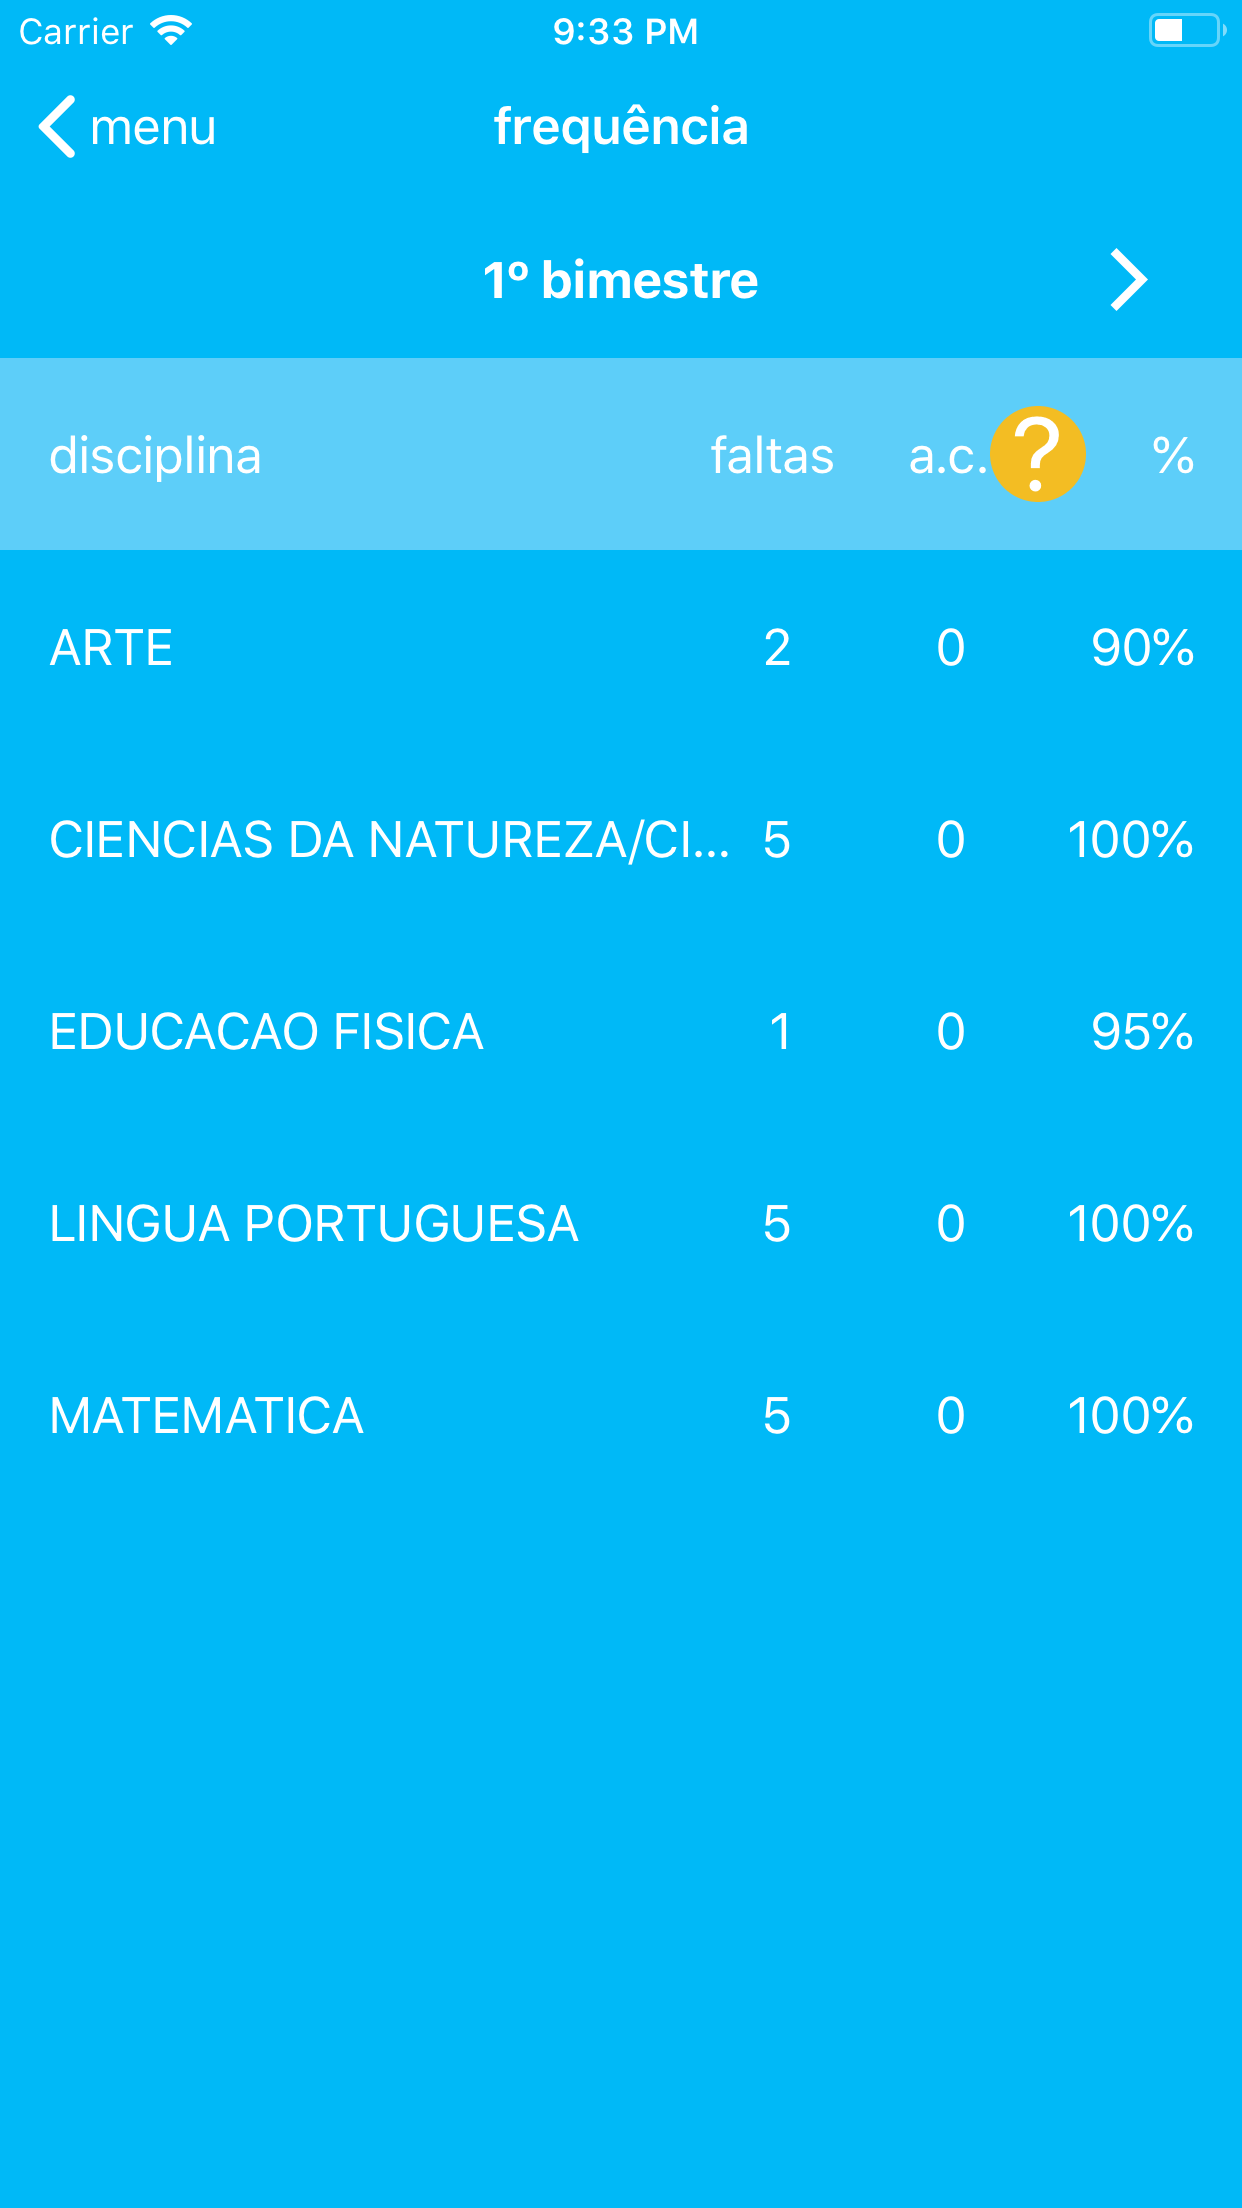 Carrier 9:33 PM
menu frequência
1º bimestre
disciplina faltas a.c. ? %
ARTE 2 0 90%
CIENCIAS DA NATUREZA/CI... 5 0 100%
EDUCACAO FISICA 1 0 95%
LINGUA PORTUGUESA 5 0 100%
MATEMATICA 5 0 100%